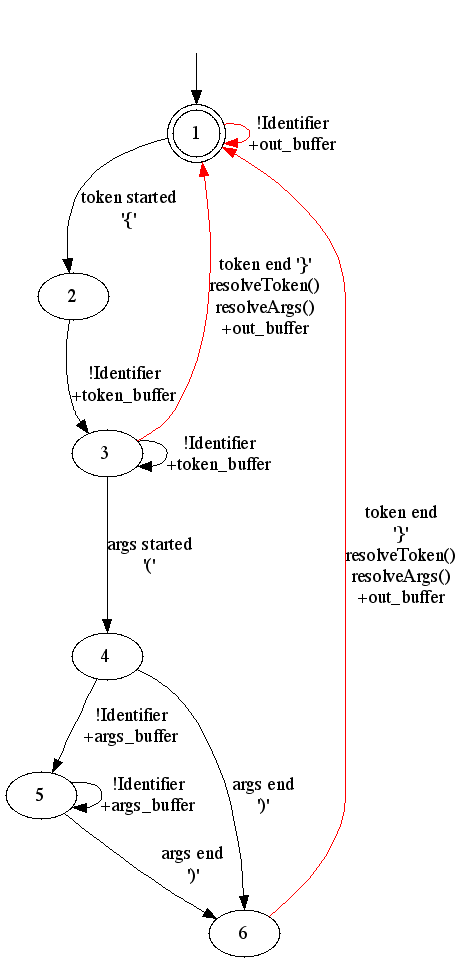 1
!Identifier
+out_buffer
token started
'{'
2
token end '}'
resolveToken()
resolveArgs()
+out_buffer
!Identifier
+token_buffer
3
!Identifier
+token_buffer
args started
'('
token end
'}'
resolveToken()
resolveArgs()
+out_buffer
4
!Identifier
+args_buffer
5
!Identifier
+args_buffer
args end
')'
args end
')'
6